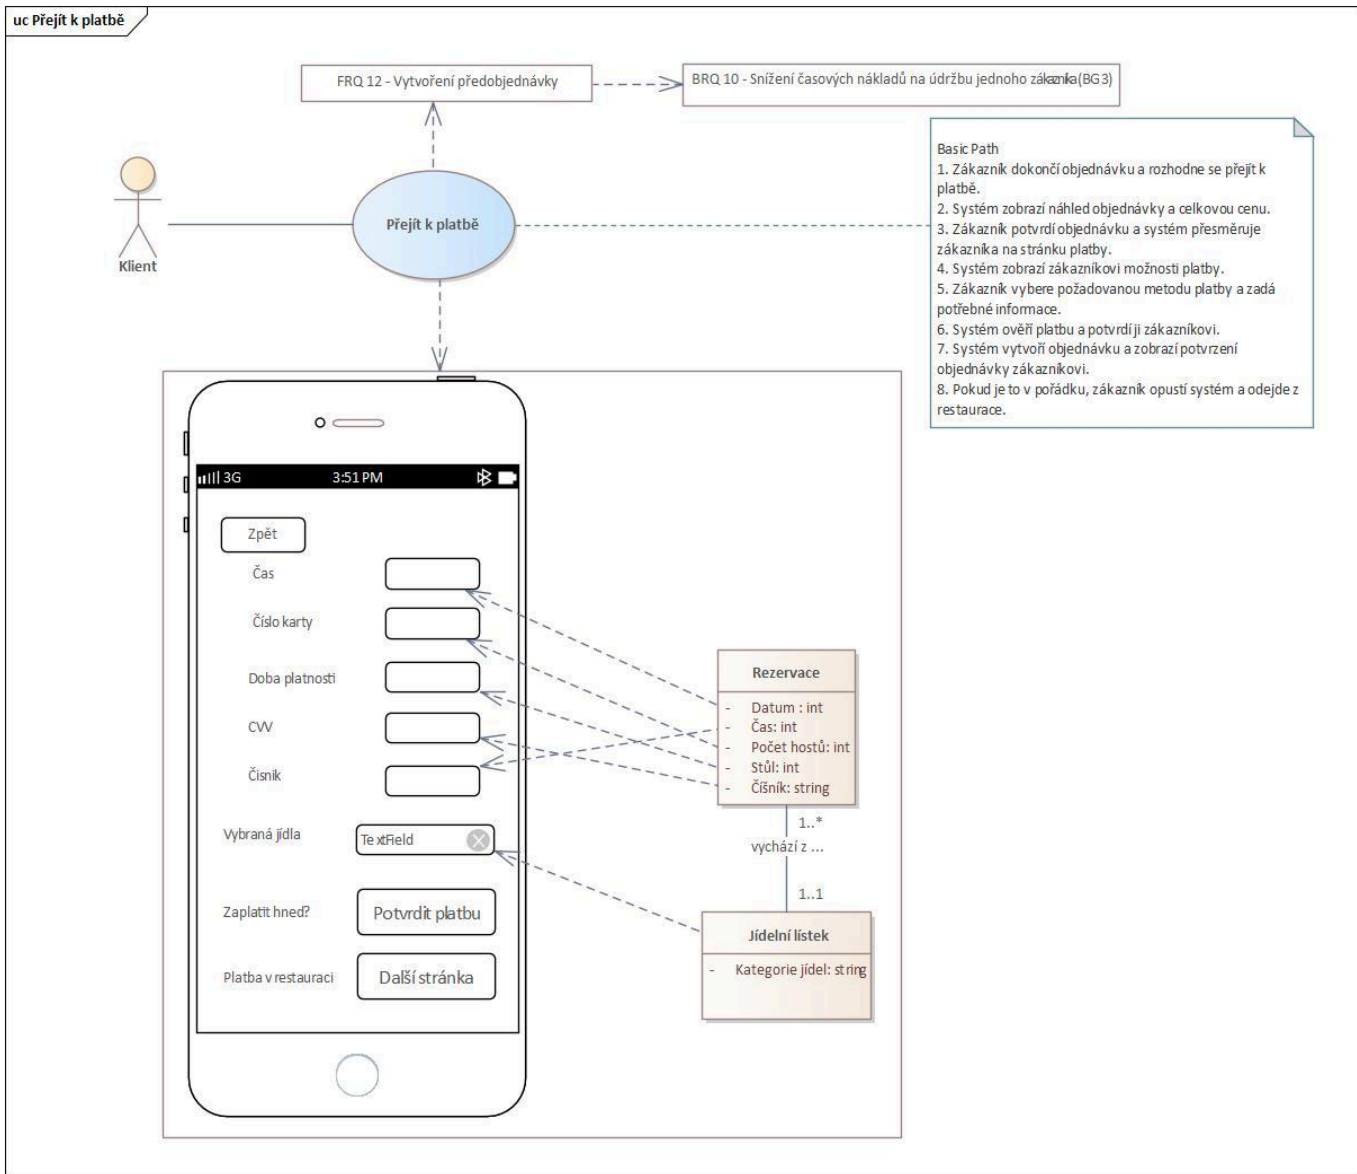 uc Přejít k platbě
FRQ 12 - Vytvoření předobjednávky
BRQ 10 - Snížení časových nákladů na údržbu jednoho zákazníka (BG3)
Klient
Přejít k platbě
Basic Path
1. Zákazník dokončí objednávku a rozhodne se přejít k
platbě.
2. Systém zobrazí náhled objednávky a celkovou cenu.
3. Zákazník potvrdí objednávku a systém přesměruje
zákazníka na stránku platby.
4. Systém zobrazí zákazníkovi možnosti platby.
5. Zákazník vybere požadovanou metodu platby a zadá
potřebné informace.
6. Systém ověří platbu a potvrdí ji zákazníkovi.
7. Systém vytvoří objednávku a zobrazí potvrzení
objednávky zákazníkovi.
8. Pokud je to v pořádku, zákazník opustí systém a odejde z
restaurace.
3G 3:51 PM
Zpět
Čas
Číslo karty
Doba platnosti
CVV
Čisnik
Vybraná jídla TextField
Zaplatit hned? Potvrdit platbu
Platba v restauraci Další stránka
Rezervace
- Datum : int
- Čas: int
- Počet hostů: int
- Stůl: int
- Číšník: string
1..*
vychází z ...
1..1
Jídelní lístek
- Kategorie jídel: string